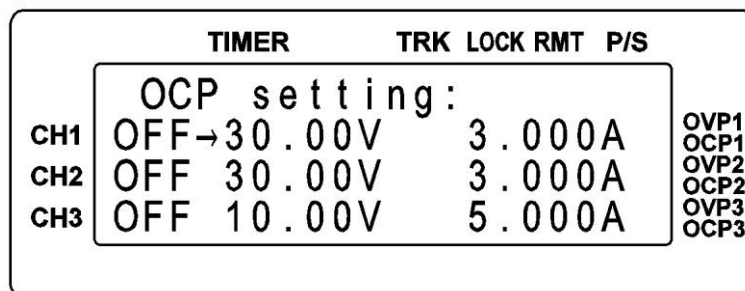 TIMER TRK LOCK RMT P/S
OCP setting:
CH1 OFF→30.00V 3.000A OVP1 OCP1
CH2 OFF 30.00V 3.000A OVP2 OCP2
CH3 OFF 10.00V 5.000A OVP3 OCP3